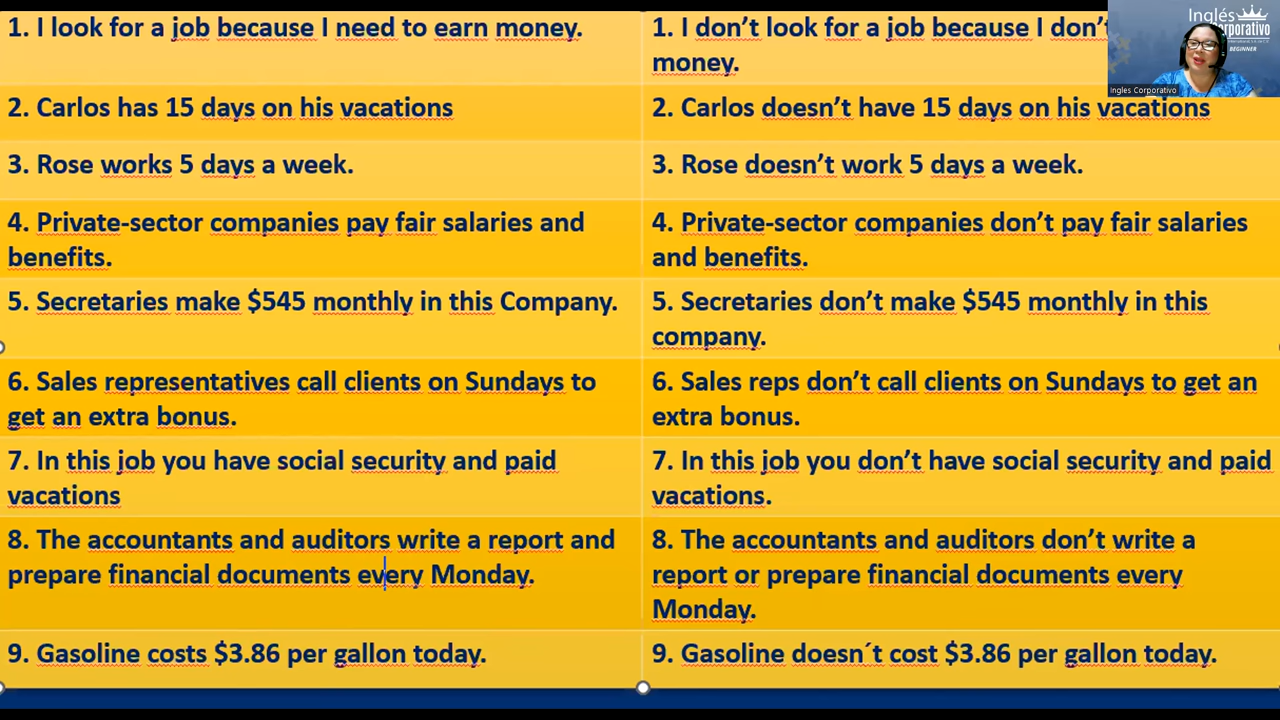 1. I look for a job because I need to earn money.
2. Carlos has 15 days on his vacations
3. Rose works 5 days a week.
4. Private-sector companies pay fair salaries and
benefits.
5. Secretaries make $545 monthly in this Company.
6. Sales representatives call clients on Sundays to
get an extra bonus.
7. In this job you have social security and paid
vacations
8. The accountants and auditors write a report and
prepare financial documents every Monday.
9. Gasoline costs $3.86 per gallon today.
1. I don’t look for a job because I don’t
money.
2. Carlos doesn’t have 15 days on his vacations
3. Rose doesn’t work 5 days a week.
4. Private-sector companies don’t pay fair salaries
and benefits.
5. Secretaries don’t make $545 monthly in this
company.
6. Sales reps don’t call clients on Sundays to get an
extra bonus.
7. In this job you don’t have social security and paid
vacations.
8. The accountants and auditors don’t write a
report or prepare financial documents every
Monday.
9. Gasoline doesn´t cost $3.86 per gallon today.
Inglés
Corporativo
BEGINNER
Ingles Corporativo